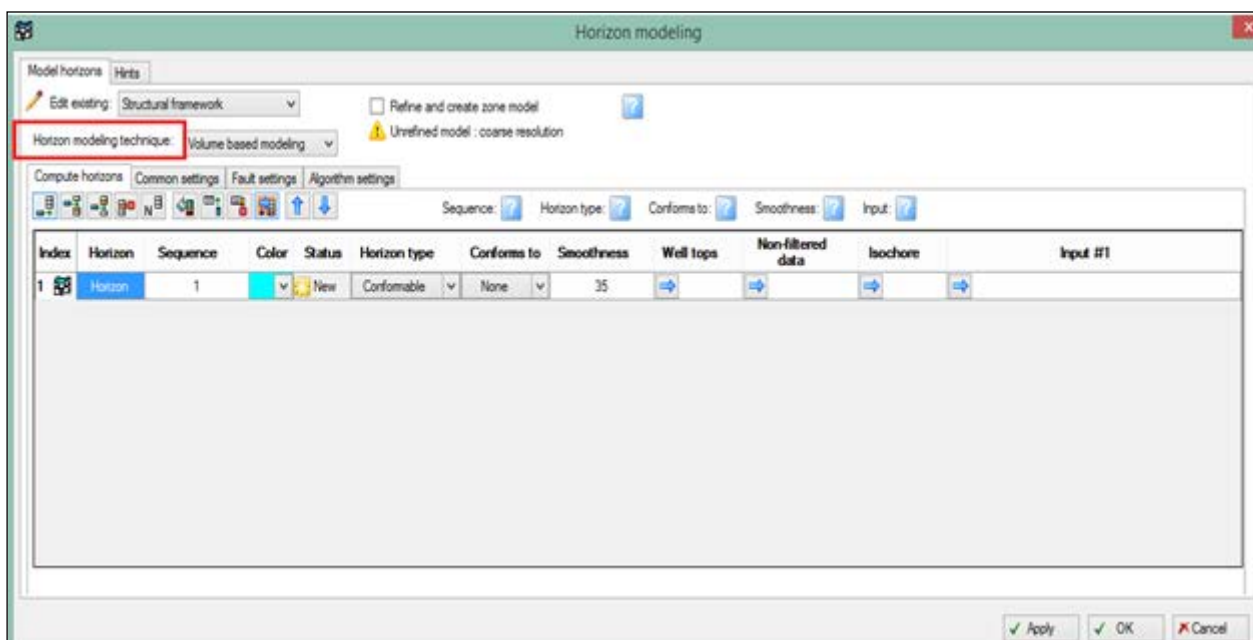 Horizon modeling
Model horizons Hints
Edit existing: Structural framework Refine and create zone model
Horizon modeling technique: Volume based modeling Unrefined model : coarse resolution
Compute horizons Common settings Fault settings Algorithm settings
N Sequence: ? Horizon type: ? Conforms to: ? Smoothness: ? Input: ?
Index Horizon Sequence Color Status Horizon type Conforms to Smoothness Well tops Non-filtered data Isochore Input #1
1 Horizon 1 New Conformable None 35
Apply OK Cancel